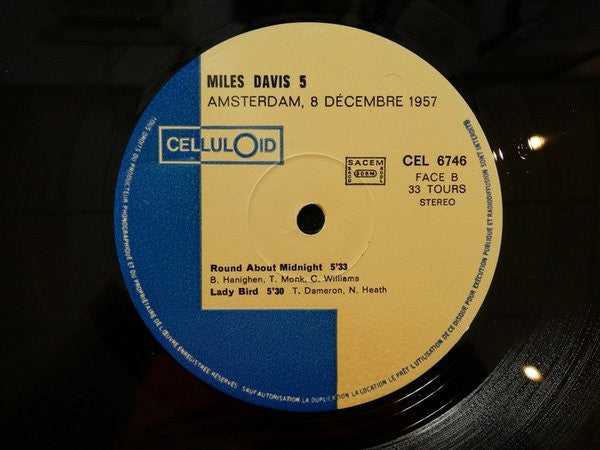 MILES DAVIS 5
AMSTERDAM, 8 DÉCEMBRE 1957
CELLULOID
SACEM
SACD
SDRM
SGDL
CEL 6746
FACE B
33 TOURS
STEREO
Round About Midnight 5'33
B. Hanighen, T. Monk, C. Williams
Lady Bird 5'30 T. Dameron, N. Heath
TOUS DROITS DU PRODUCTEUR PHONOGRAPHIQUE ET DU PROPRIÉTAIRE DE L'ŒUVRE ENREGISTRÉE RÉSERVÉS SAUF AUTORISATION LA DUPLICATION LA LOCATION LE PRÊT L'UTILISATION DE CE DISQUE POUR EXÉCUTION PUBLIQUE ET RADIODIFFUSION SONT INTERDITS